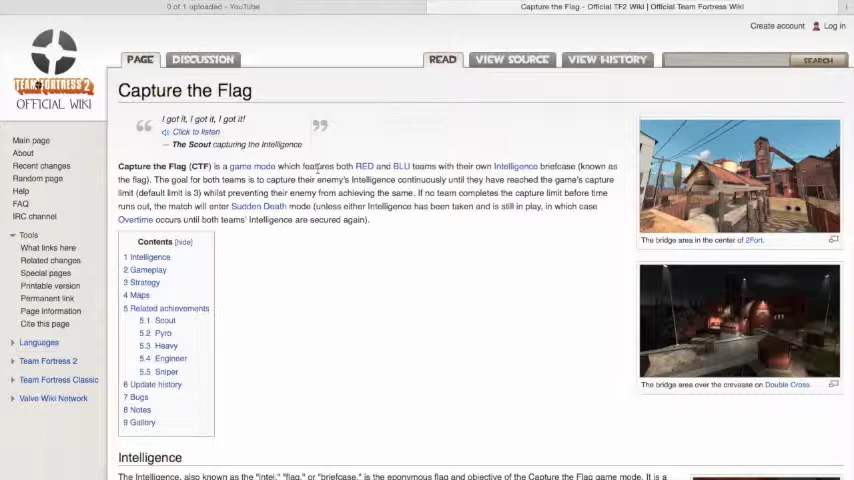 0 of 1 uploaded - YouTube
Capture the Flag - Official TF2 Wiki | Official Team Fortress Wiki
Create account Log in
TEAM FORTRESS 2
OFFICIAL WIKI
PAGE DISCUSSION READ VIEW SOURCE VIEW HISTORY SEARCH
Capture the Flag
“ I got it, I got it, I got it! ”
Click to listen
— The Scout capturing the Intelligence
Capture the Flag (CTF) is a game mode which features both RED and BLU teams with their own Intelligence briefcase (known as
the flag). The goal for both teams is to capture their enemy's Intelligence continuously until they have reached the game's capture
limit (default limit is 3) whilst preventing their enemy from achieving the same. If no team completes the capture limit before time
runs out, the match will enter Sudden Death mode (unless either Intelligence has been taken and is still in play, in which case
Overtime occurs until both teams' Intelligence are secured again).
Main page
About
Recent changes
Random page
Help
FAQ
IRC channel
Tools
What links here
Related changes
Special pages
Printable version
Permanent link
Page information
Cite this page
Languages
Team Fortress 2
Team Fortress Classic
Valve Wiki Network
Contents [hide]
1 Intelligence
2 Gameplay
3 Strategy
4 Maps
5 Related achievements
5.1 Scout
5.2 Pyro
5.3 Heavy
5.4 Engineer
5.5 Sniper
6 Update history
7 Bugs
8 Notes
9 Gallery
The bridge area in the center of 2Fort.
The bridge area over the crevasse on Double Cross.
Intelligence
The Intelligence, also known as the "intel," "flag," or "briefcase," is the eponymous flag and objective of the Capture the Flag game mode. It is a